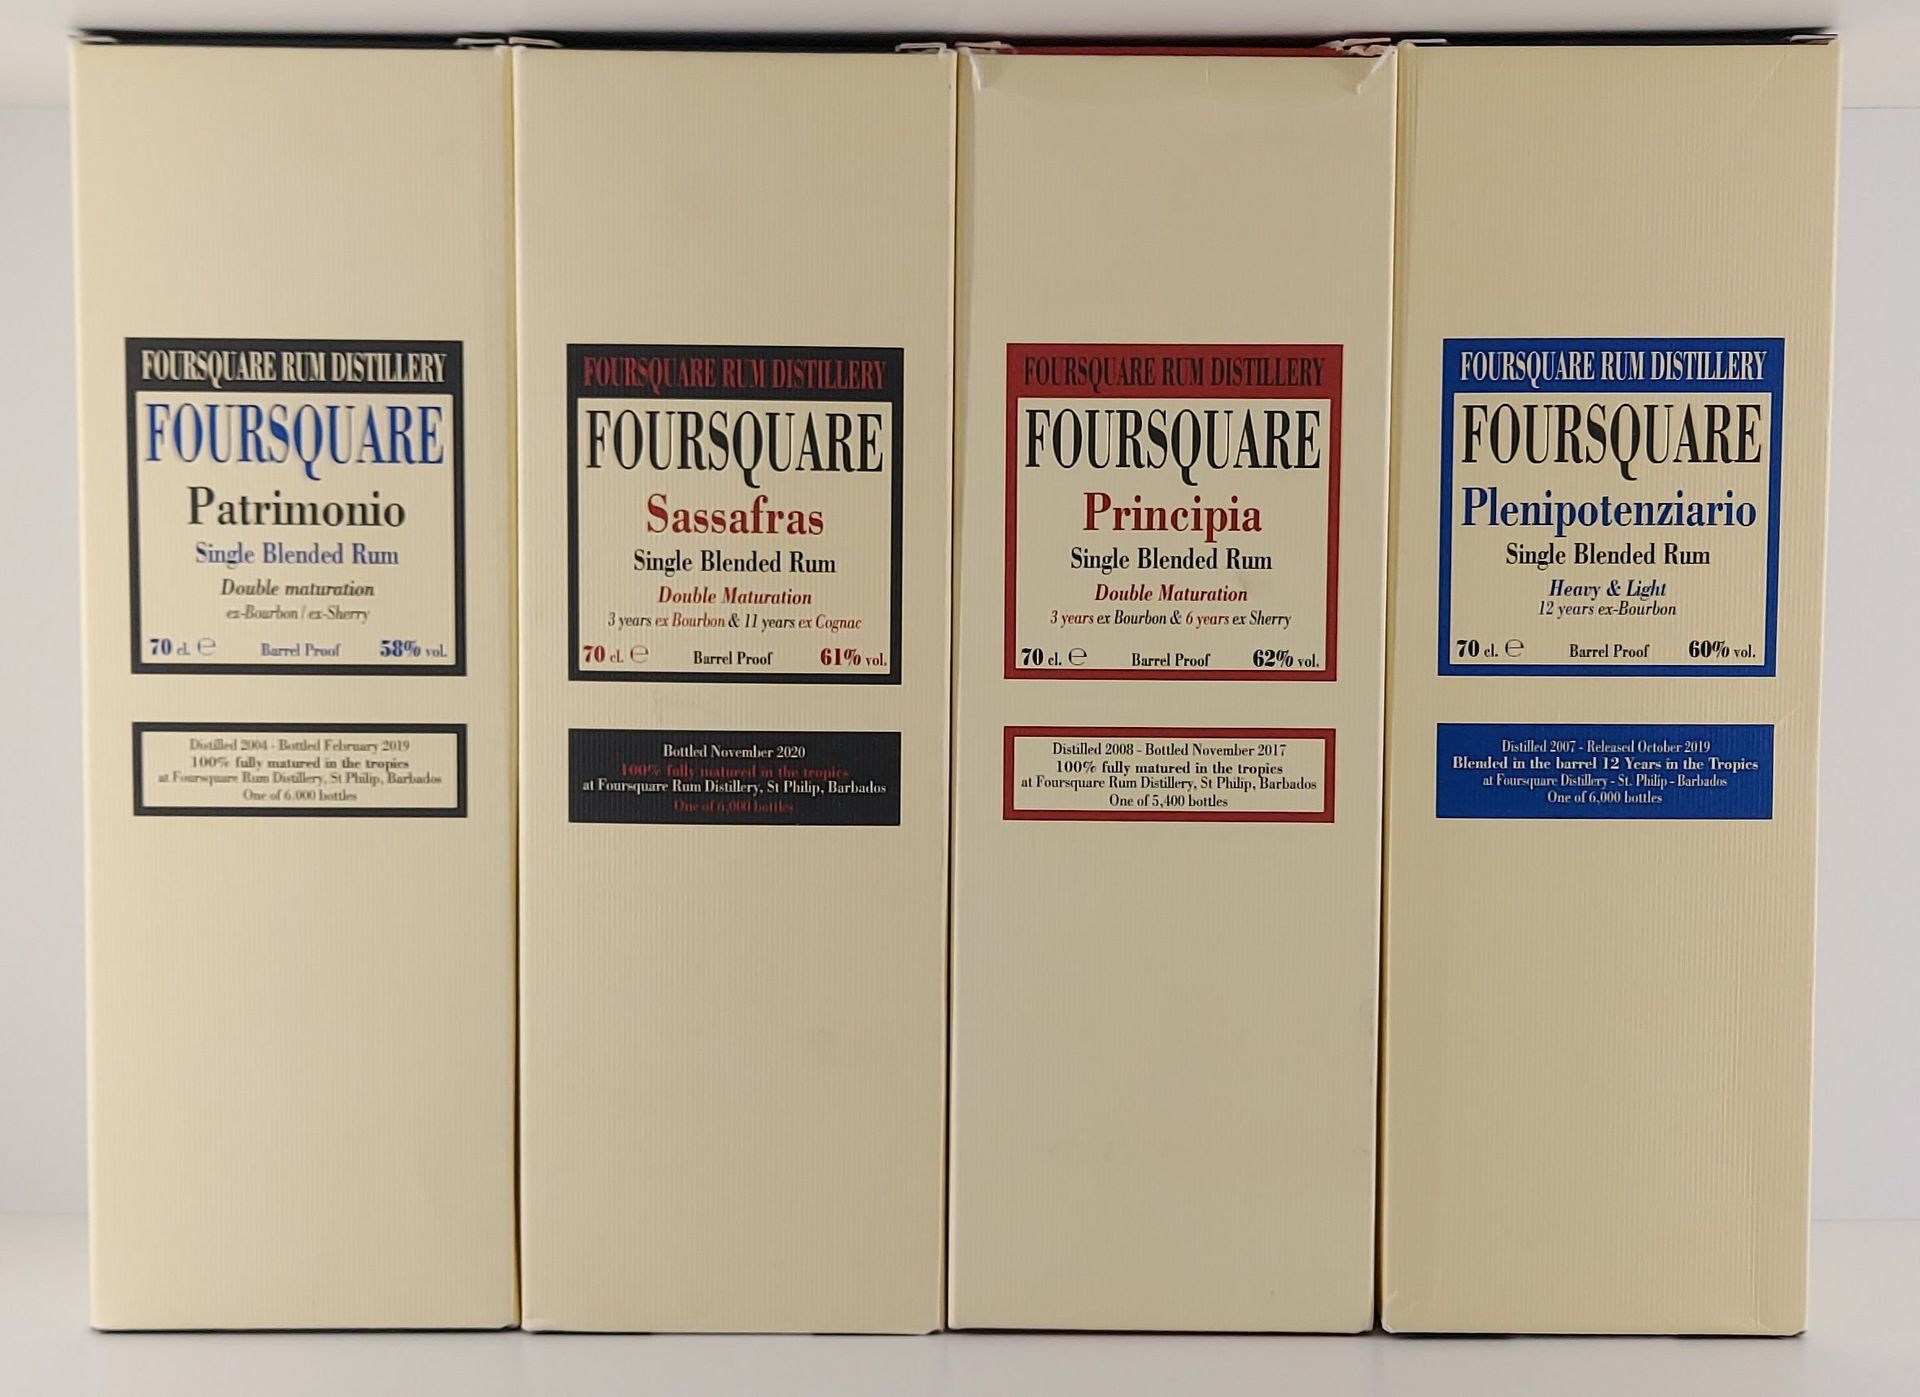 FOURSQUARE RUM DISTILLERY
FOURSQUARE
Patrimonio
Single Blended Rum
Double maturation
ex-Bourbon / ex-Sherry
70 cl. ℮ Barrel Proof 58% vol.
Distilled 2004 - Bottled February 2019
100% fully matured in the tropics
at Foursquare Rum Distillery, St Philip, Barbados
One of 6,000 bottles
FOURSQUARE RUM DISTILLERY
FOURSQUARE
Sassafras
Single Blended Rum
Double Maturation
3 years ex Bourbon & 11 years ex Cognac
70 cl. ℮ Barrel Proof 61% vol.
Bottled November 2020
100% fully matured in the tropics
at Foursquare Rum Distillery, St Philip, Barbados
One of 6,000 bottles
FOURSQUARE RUM DISTILLERY
FOURSQUARE
Principia
Single Blended Rum
Double Maturation
3 years ex Bourbon & 6 years ex Sherry
70 cl. ℮ Barrel Proof 62% vol.
Distilled 2008 - Bottled November 2017
100% fully matured in the tropics
at Foursquare Rum Distillery, St Philip, Barbados
One of 5,400 bottles
FOURSQUARE RUM DISTILLERY
FOURSQUARE
Plenipotenziario
Single Blended Rum
Heavy & Light
12 years ex-Bourbon
70 cl. ℮ Barrel Proof 60% vol.
Distilled 2007 - Released October 2019
Blended in the barrel 12 Years in the Tropics
at Foursquare Distillery - St. Philip - Barbados
One of 6,000 bottles